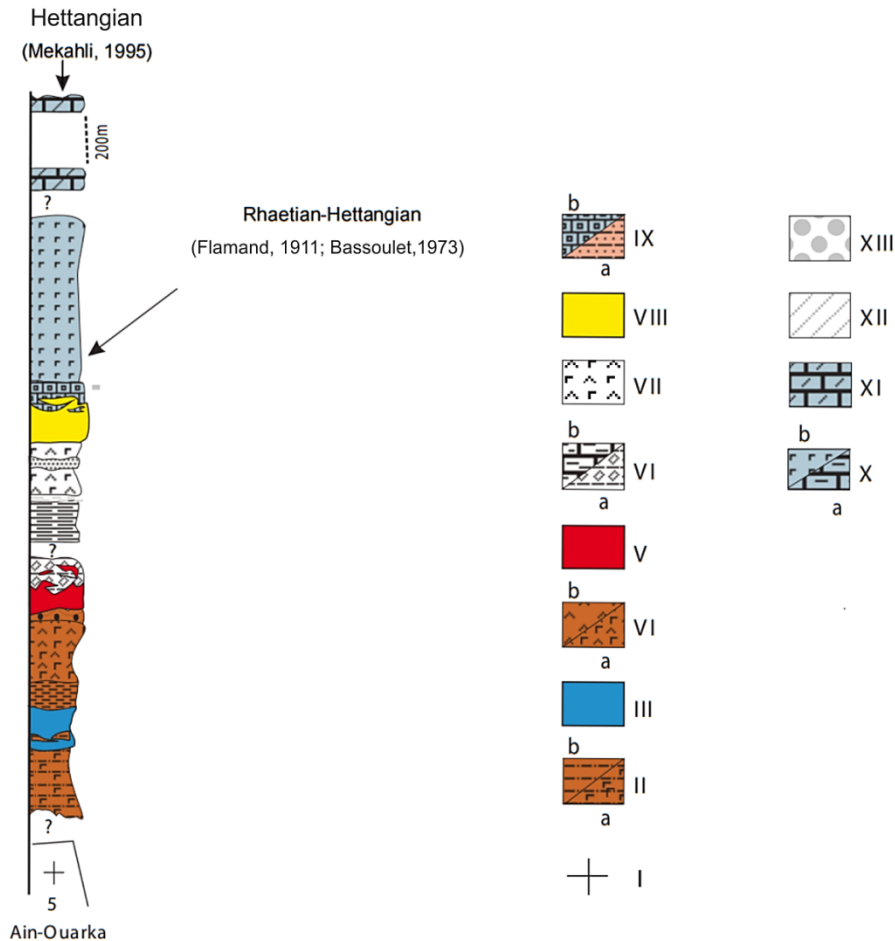 Hettangian
(Mekahli, 1995)
200m
?
Rhaetian-Hettangian
(Flamand, 1911; Bassoulet,1973)
?
?
5
Ain-Ouarka
b
IX
a
VIII
VII
b
VI
a
V
b
VI
a
III
b
II
a
I
XIII
XII
XI
b
X
a